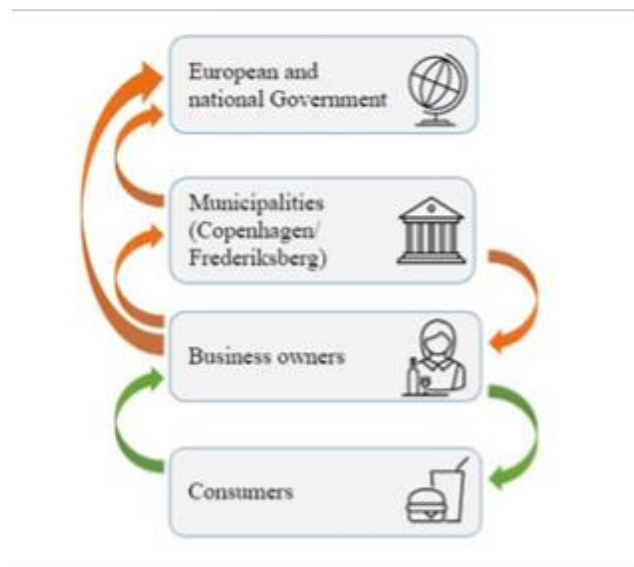 European and
national Government
Municipalities
(Copenhagen/
Frederiksberg)
Business owners
Consumers